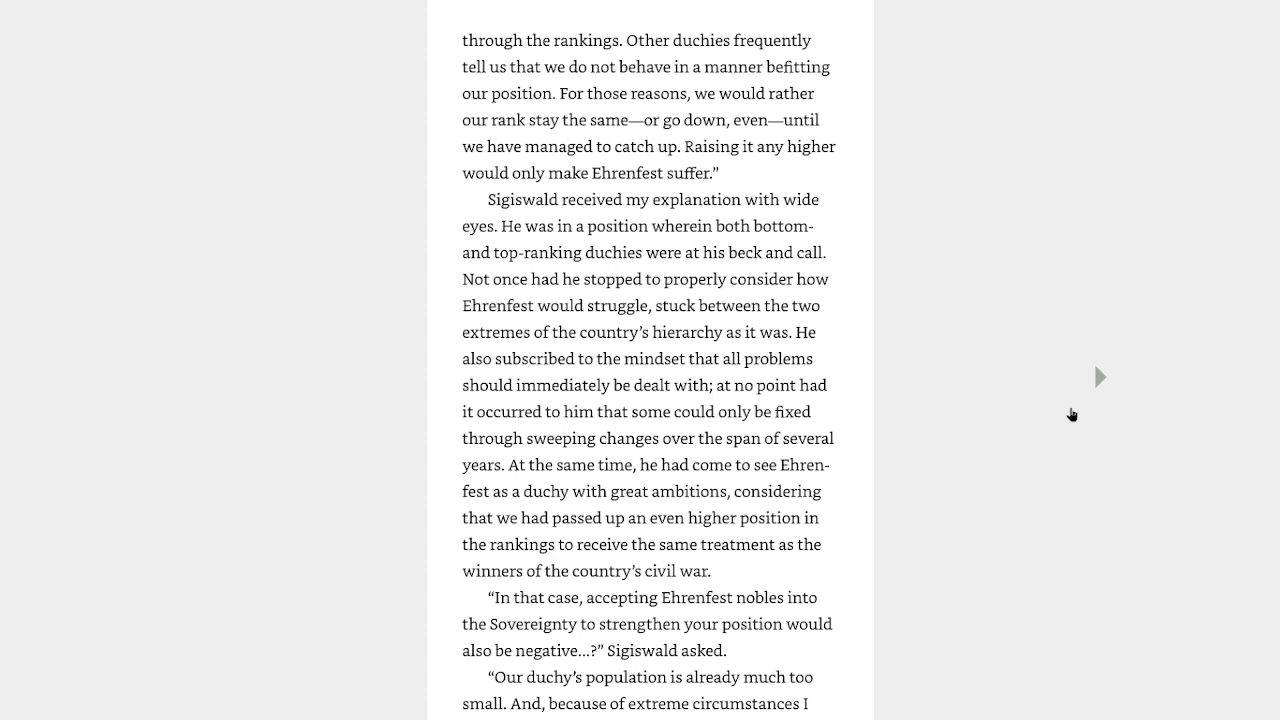 through the rankings. Other duchies frequently
tell us that we do not behave in a manner befitting
our position. For those reasons, we would rather
our rank stay the same—or go down, even—until
we have managed to catch up. Raising it any higher
would only make Ehrenfest suffer.”
Sigiswald received my explanation with wide
eyes. He was in a position wherein both bottom-
and top-ranking duchies were at his beck and call.
Not once had he stopped to properly consider how
Ehrenfest would struggle, stuck between the two
extremes of the country’s hierarchy as it was. He
also subscribed to the mindset that all problems
should immediately be dealt with; at no point had
it occurred to him that some could only be fixed
through sweeping changes over the span of several
years. At the same time, he had come to see Ehren-
fest as a duchy with great ambitions, considering
that we had passed up an even higher position in
the rankings to receive the same treatment as the
winners of the country’s civil war.
“In that case, accepting Ehrenfest nobles into
the Sovereignty to strengthen your position would
also be negative...?” Sigiswald asked.
“Our duchy’s population is already much too
small. And, because of extreme circumstances I